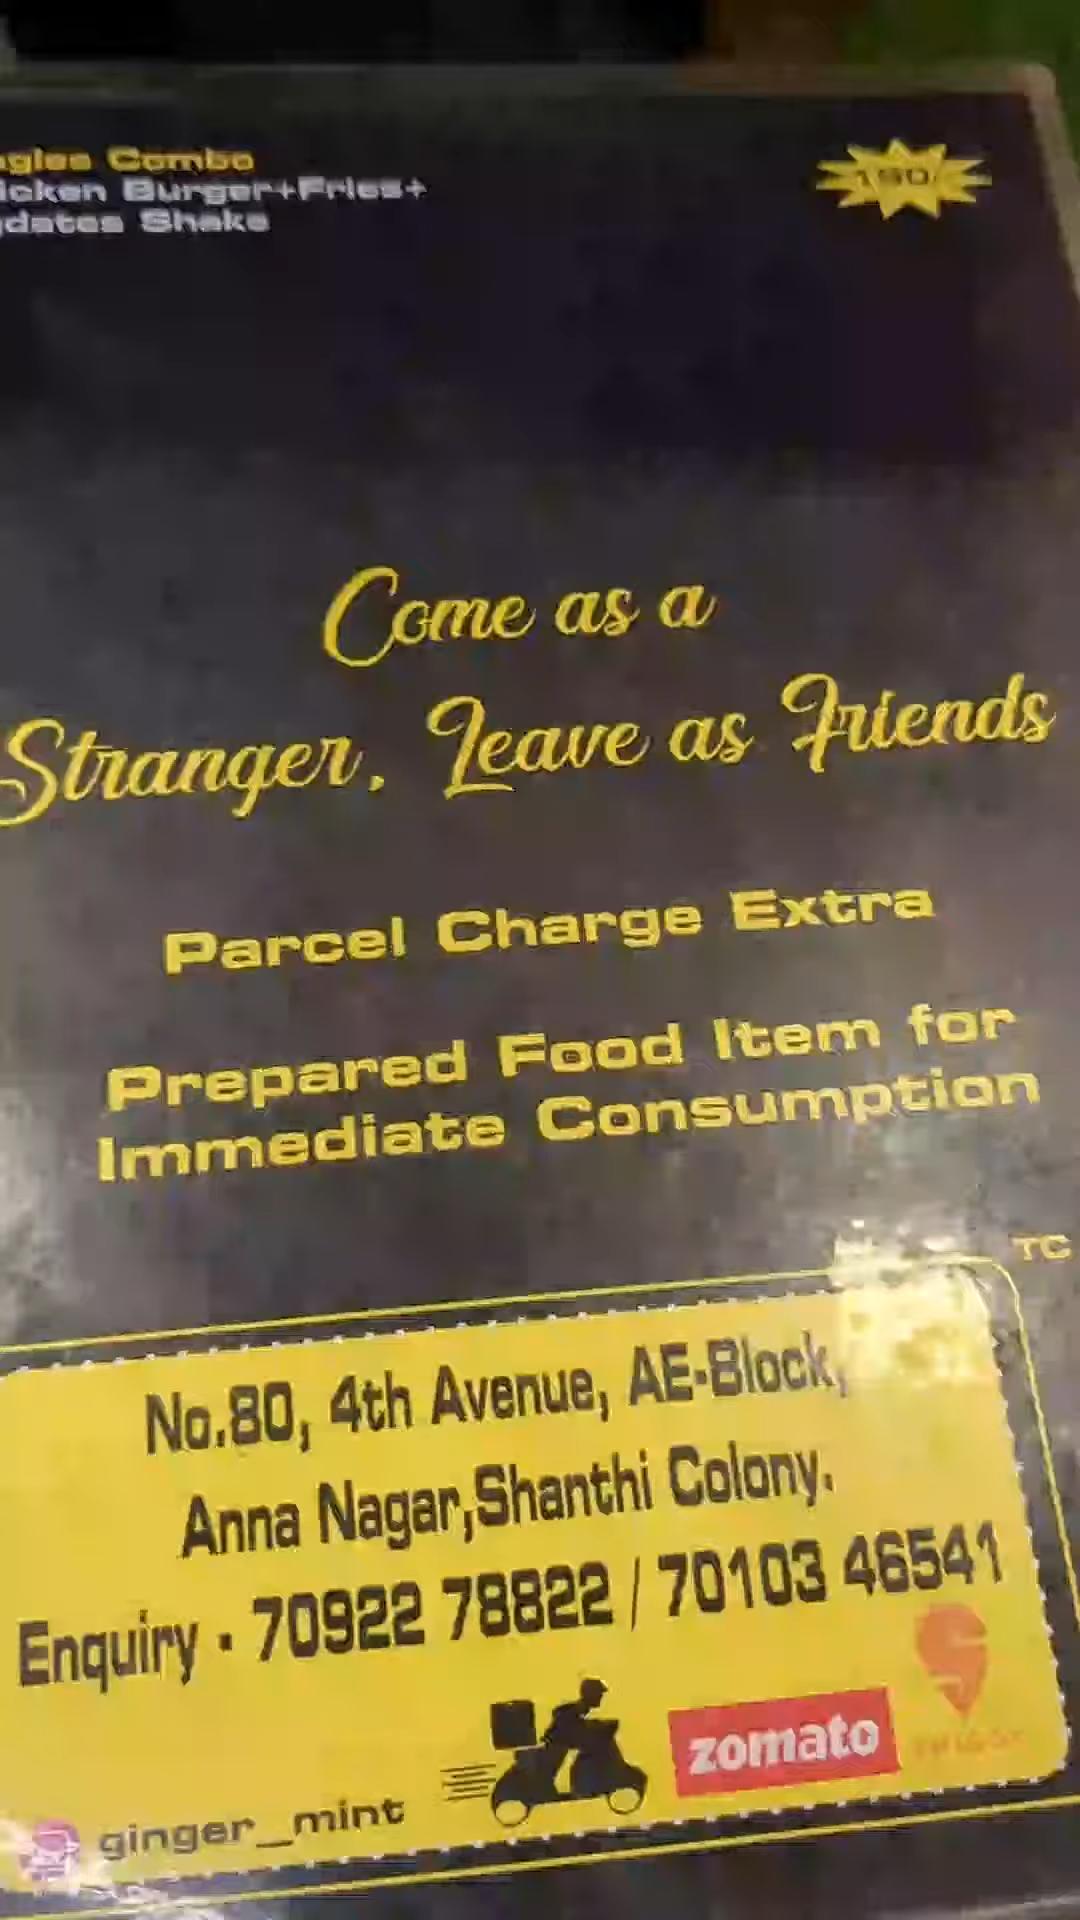 Combo
Burger+Fries+
Shake
Come as a
Stranger, Leave as Friends
Parcel Charge Extra
Prepared Food Item for
Immediate Consumption
TC
No.80, 4th Avenue, AE-Block,
Anna Nagar,Shanthi Colony.
Enquiry - 70922 78822 / 70103 46541
zomato
ginger_mint